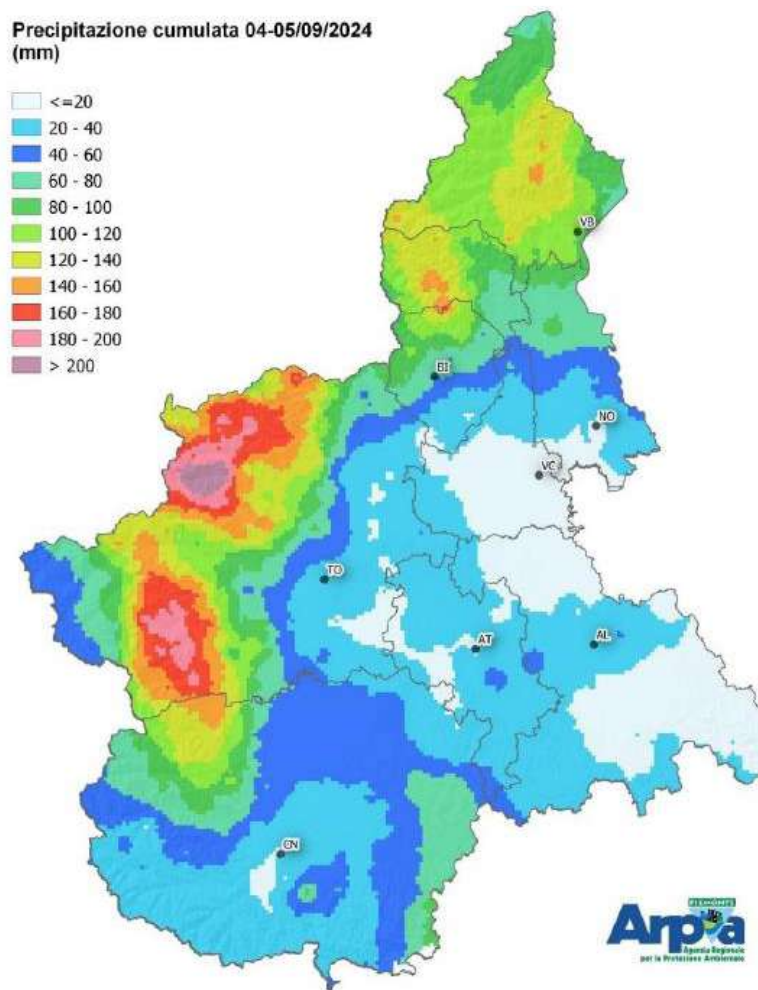 Precipitazione cumulata 04-05/09/2024
(mm)
<=20
20 - 40
40 - 60
60 - 80
80 - 100
100 - 120
120 - 140
140 - 160
160 - 180
180 - 200
> 200
VB
BI
NO
VC
TO
AT
AL
CN
PIEMONTE
Arpa
Agenzia Regionale
per la Protezione Ambientale